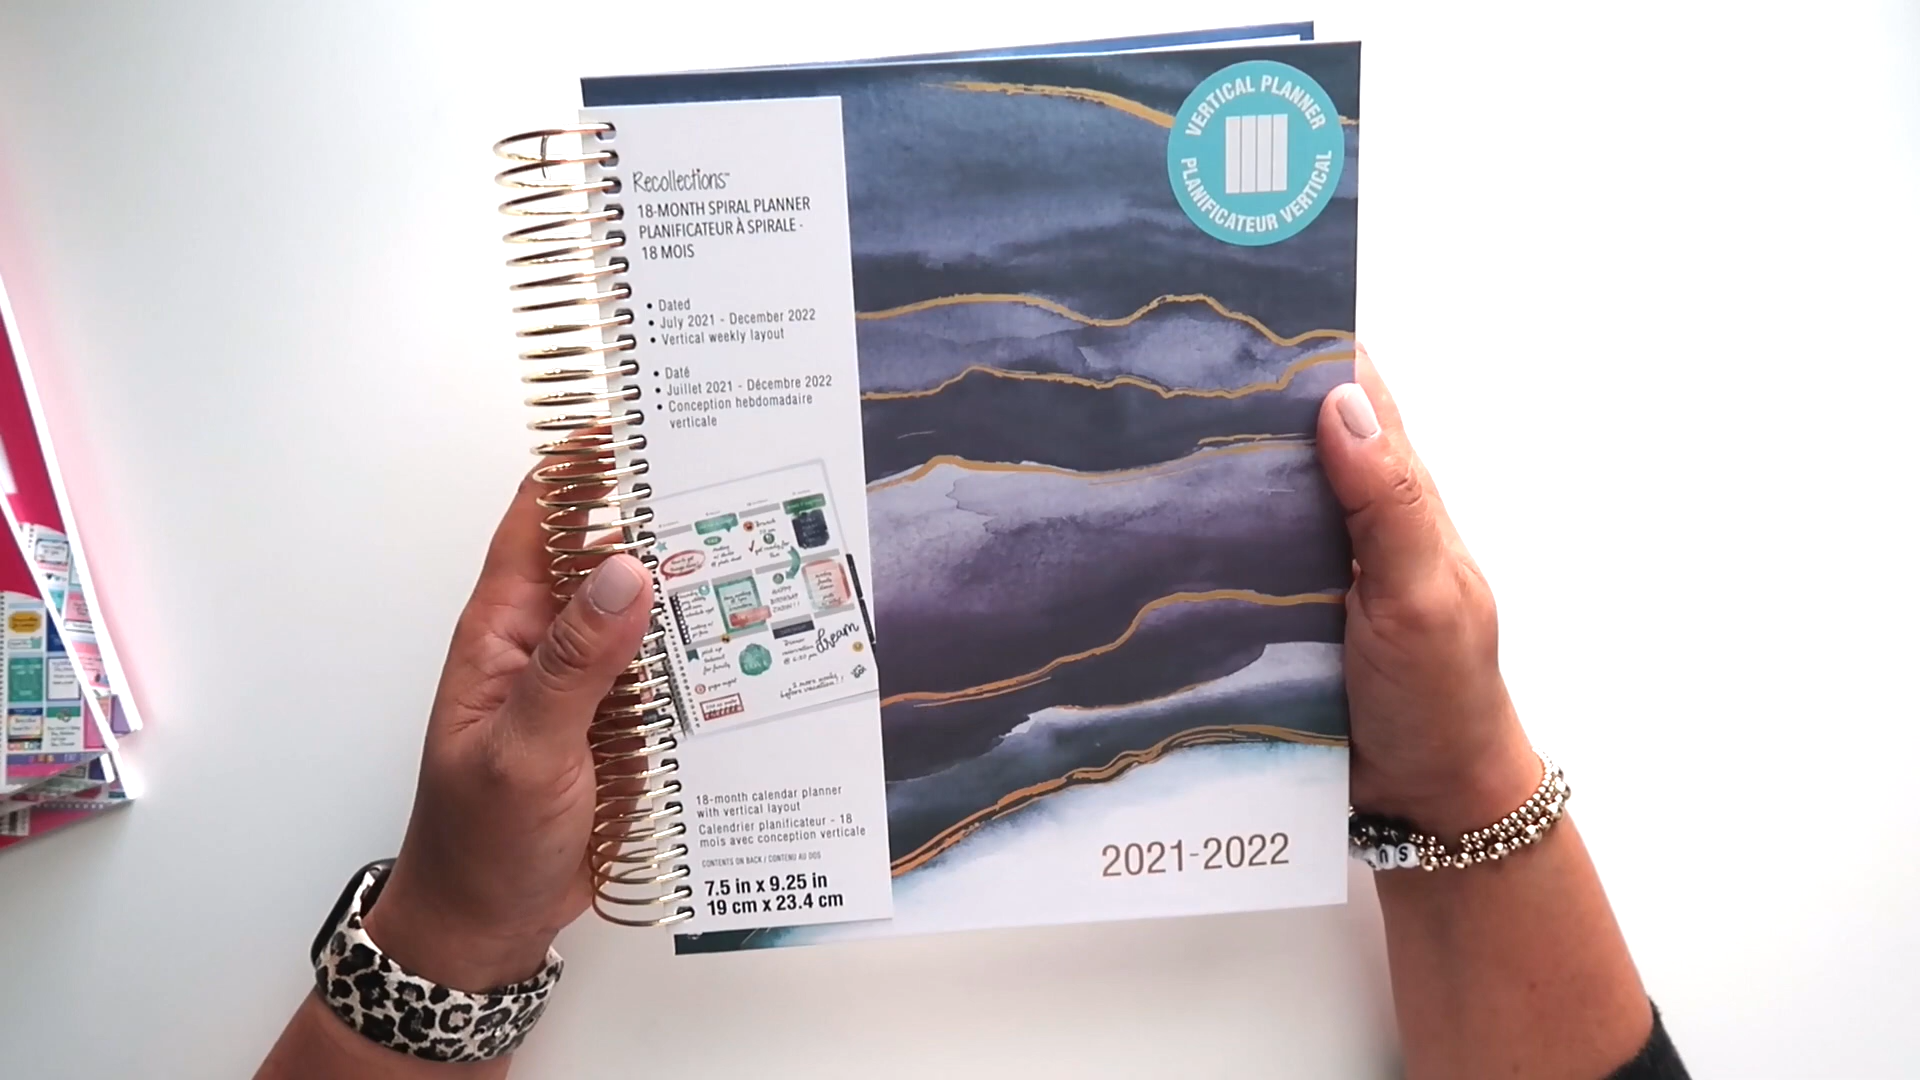 Recollections™
18-MONTH SPIRAL PLANNER
PLANIFICATEUR À SPIRALE -
18 MOIS
• Dated
• July 2021 - December 2022
• Vertical weekly layout
• Daté
• Juillet 2021 - Décembre 2022
• Conception hebdomadaire
verticale
dream
18-month calendar planner
with vertical layout
Calendrier planificateur - 18
mois avec conception verticale
CONTENTS ON BACK / CONTENU AU DOS
7.5 in x 9.25 in
19 cm x 23.4 cm
VERTICAL PLANNER
PLANIFICATEUR VERTICAL
2021-2022